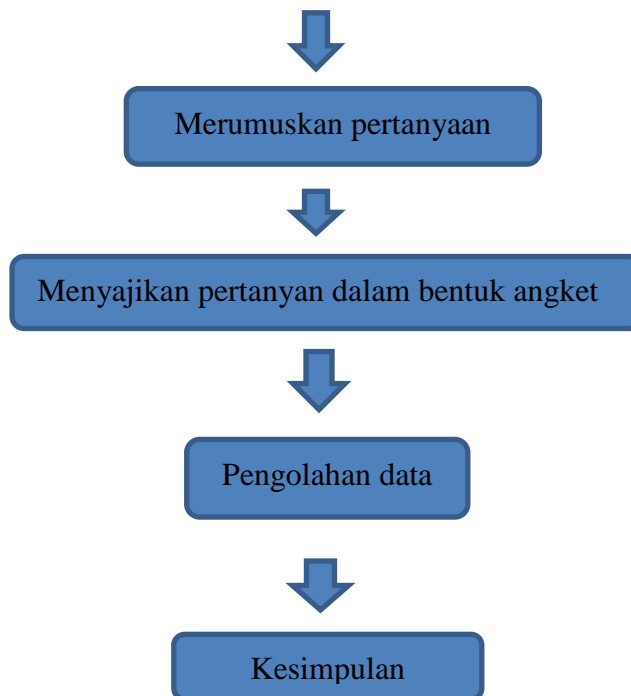 Merumuskan pertanyaan
Menyajikan pertanyan dalam bentuk angket
Pengolahan data
Kesimpulan